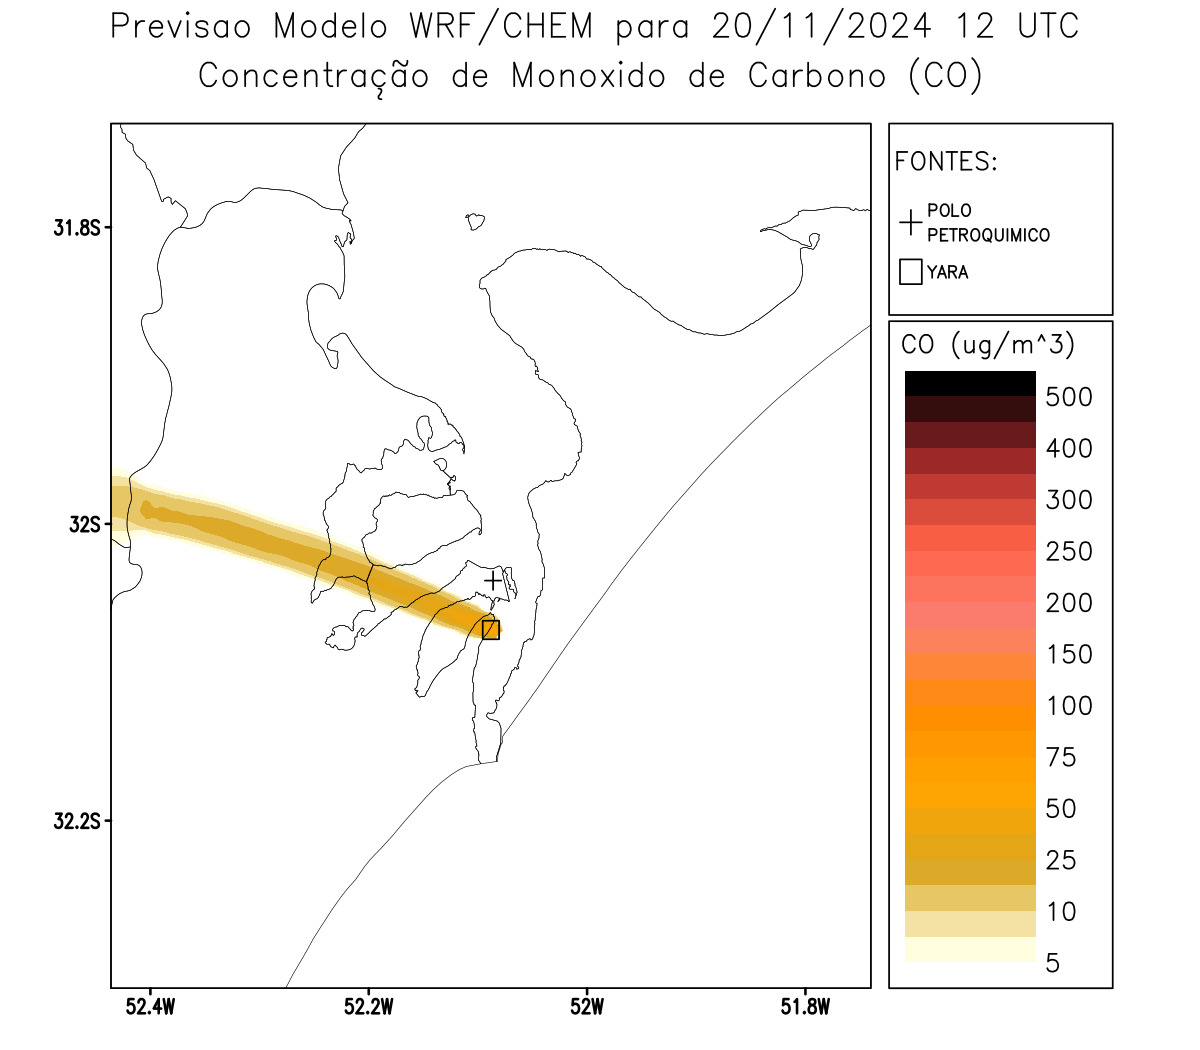 Previsao Modelo WRF/CHEM para 20/11/2024 12 UTC
Concentração de Monoxido de Carbono (CO)
FONTES:
POLO
PETROQUIMICO
YARA
CO (ug/m^3)
500
400
300
250
200
150
100
75
50
25
10
5
31.8S
32S
32.2S
52.4W
52.2W
52W
51.8W